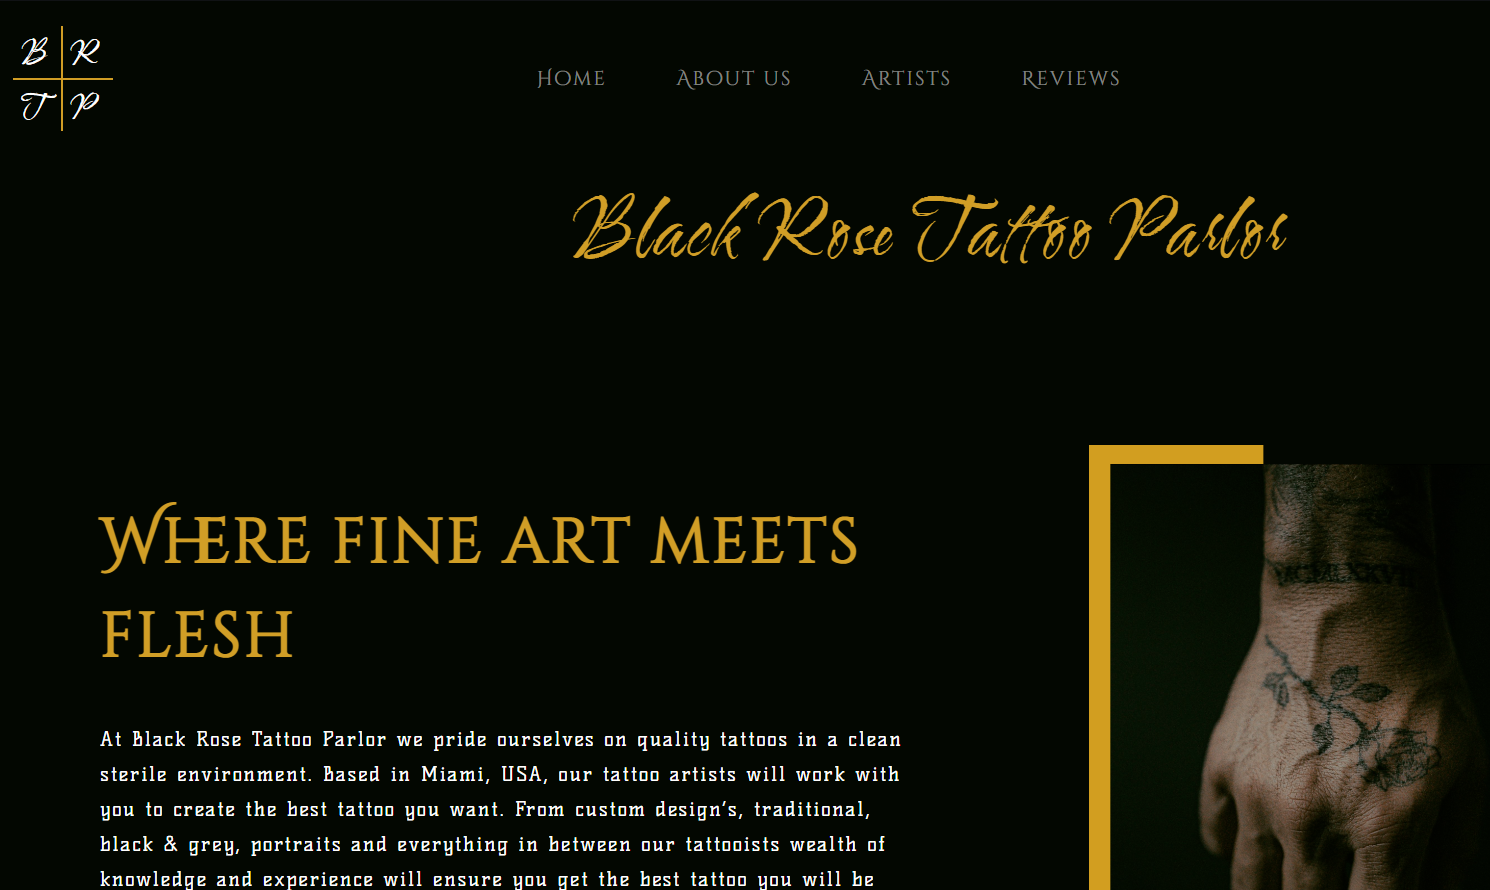 B R
T P
Home About us Artists Reviews
Black Rose Tattoo Parlor
Where fine art meets
flesh
At Black Rose Tattoo Parlor we pride ourselves on quality tattoos in a clean
sterile environment. Based in Miami, USA, our tattoo artists will work with
you to create the best tattoo you want. From custom design’s, traditional,
black & grey, portraits and everything in between our tattooists wealth of
knowledge and experience will ensure you get the best tattoo you will be